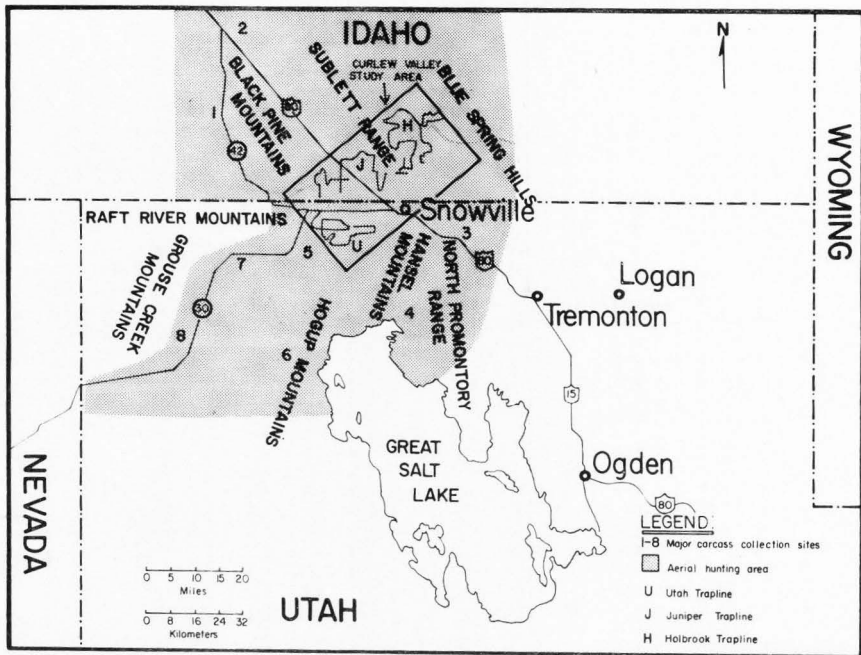 IDAHO
N
2
SUBLETT RANGE
CURLEW VALLEY
STUDY AREA
BLUE SPRING HILLS
BLACK PINE
MOUNTAINS
80
H
1
42
J
WYOMING
RAFT RIVER MOUNTAINS
Snowville
3
80
U
5
7
GROUSE CREEK
MOUNTAINS
HANSEL
MOUNTAINS
NORTH PROMONTORY
RANGE
Logan
Tremonton
4
30
8
HOGUP MOUNTAINS
6
15
GREAT
SALT
LAKE
Ogden
80
NEVADA
UTAH
0 5 10 15 20
Miles
0 8 16 24 32
Kilometers
LEGEND:
1-8 Major carcass collection sites
Aerial hunting area
U Utah Trapline
J Juniper Trapline
H Holbrook Trapline